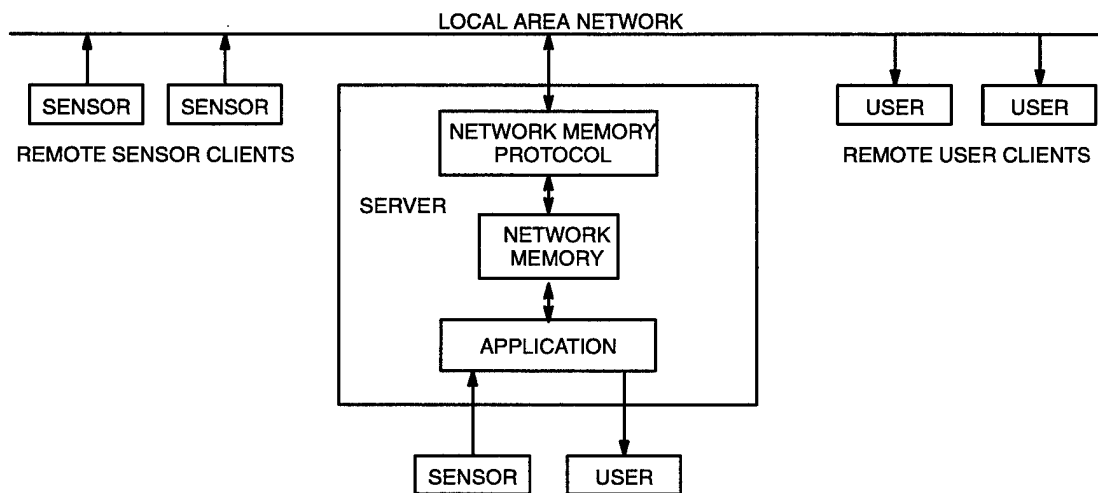 LOCAL AREA NETWORK
SENSOR
SENSOR
USER
USER
REMOTE SENSOR CLIENTS
REMOTE USER CLIENTS
NETWORK MEMORY
PROTOCOL
SERVER
NETWORK
MEMORY
APPLICATION
SENSOR
USER